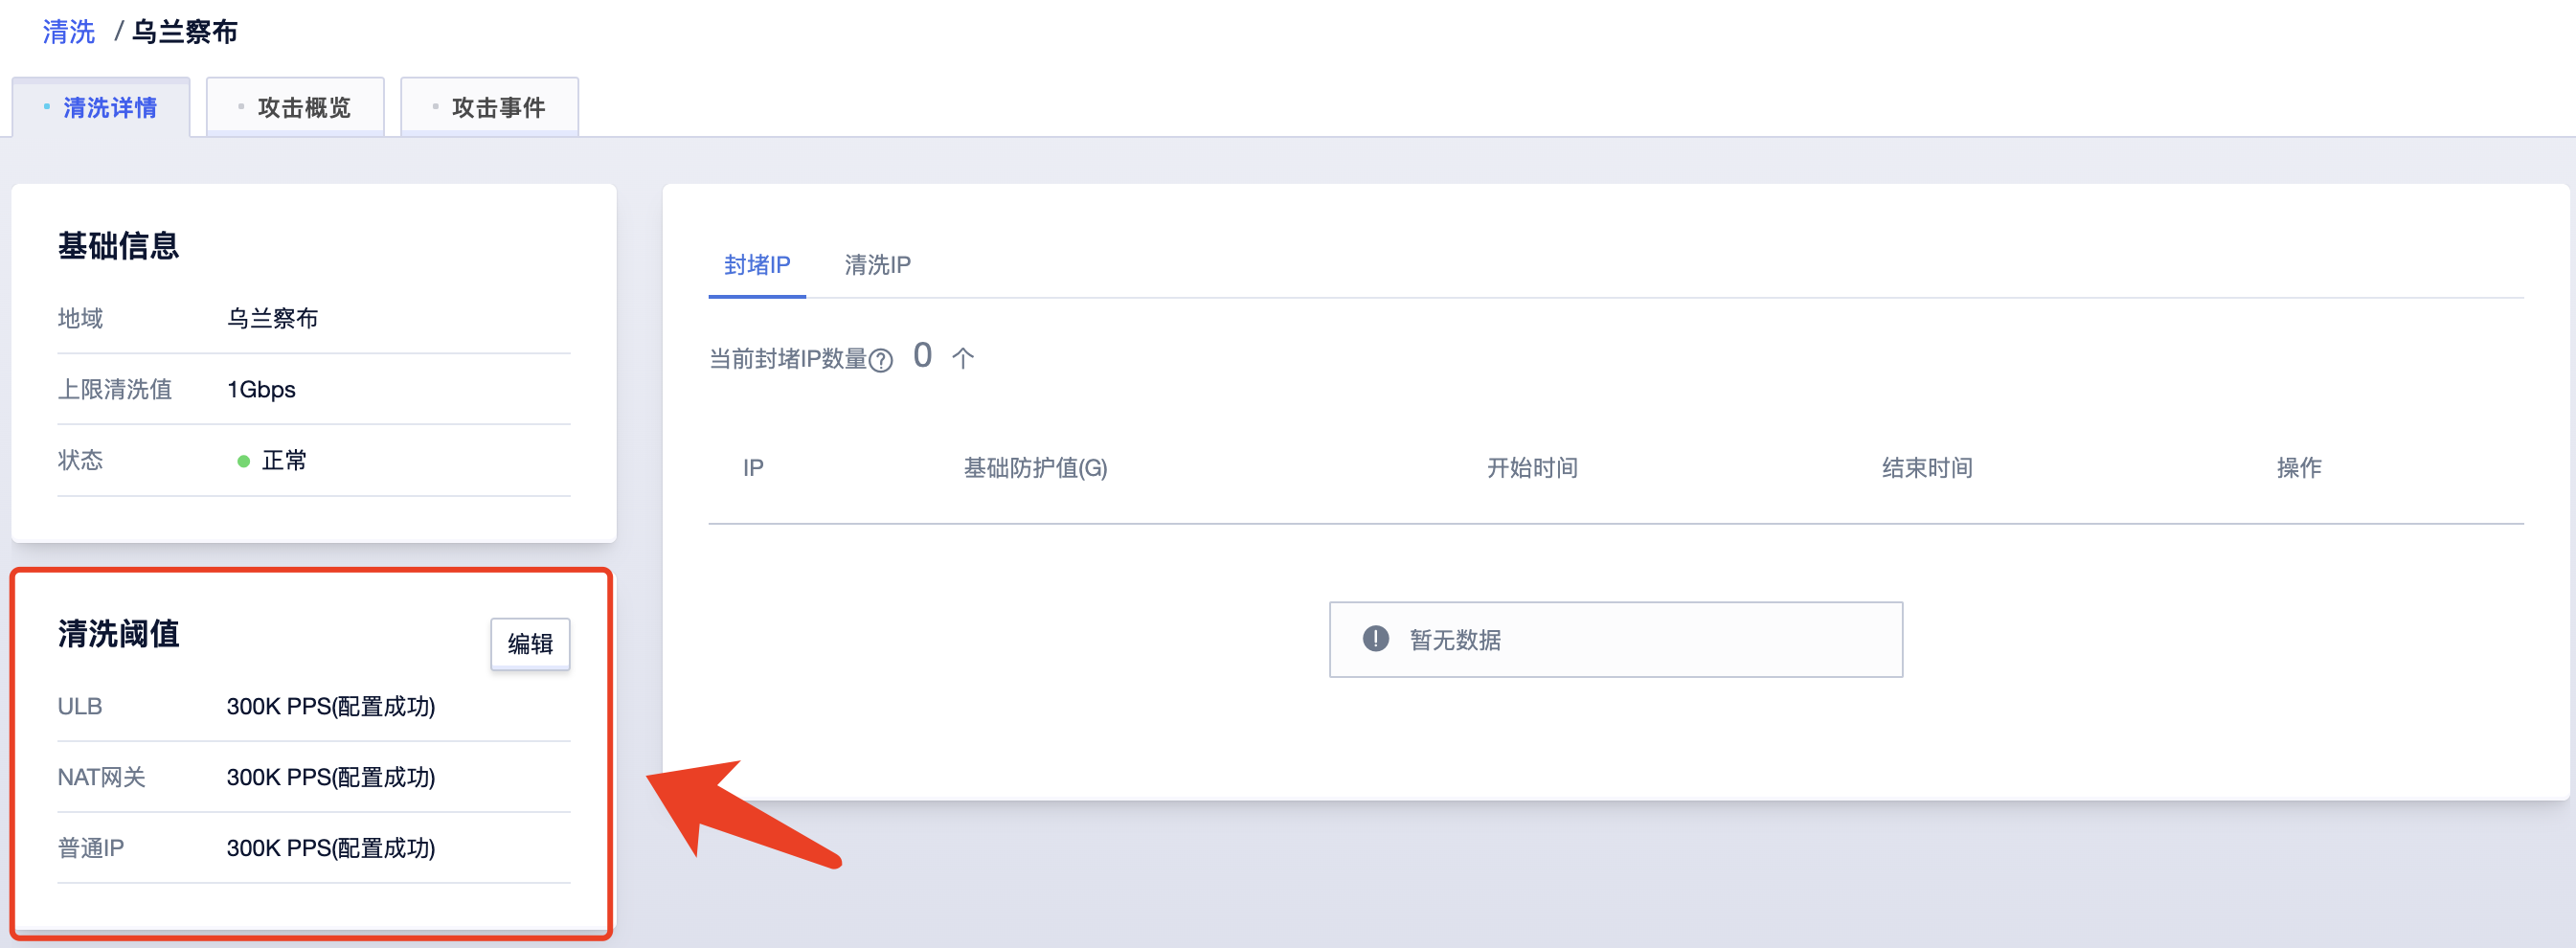 清洗 / 乌兰察布
清洗详情
攻击概览
攻击事件
基础信息
地域 乌兰察布
上限清洗值 1Gbps
状态 正常
清洗阈值
编辑
ULB 300K PPS(配置成功)
NAT网关 300K PPS(配置成功)
普通IP 300K PPS(配置成功)
封堵IP 清洗IP
当前封堵IP数量? 0 个
IP 基础防护值(G) 开始时间 结束时间 操作
暂无数据